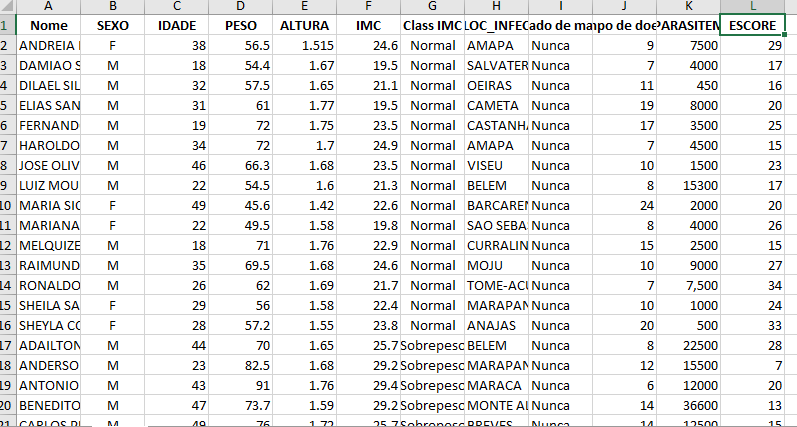 A B C D E F G H I J K L
1 Nome SEXO IDADE PESO ALTURA IMC Class IMC LOC_INFEC ado de ma po de doe PARASITEM ESCORE
2 ANDREIA F 38 56.5 1.515 24.6 Normal AMAPA Nunca 9 7500 29
3 DAMIAO S M 18 54.4 1.67 19.5 Normal SALVATER Nunca 7 4000 17
4 DILAEL SIL M 32 57.5 1.65 21.1 Normal OEIRAS Nunca 11 450 16
5 ELIAS SAN M 31 61 1.77 19.5 Normal CAMETA Nunca 19 8000 20
6 FERNAND M 19 72 1.75 23.5 Normal CASTANHA Nunca 17 3500 25
7 HAROLDO M 34 72 1.7 24.9 Normal AMAPA Nunca 7 4500 15
8 JOSE OLIV M 46 66.3 1.68 23.5 Normal VISEU Nunca 10 1500 23
9 LUIZ MOU M 22 54.5 1.6 21.3 Normal BELEM Nunca 8 15300 17
10 MARIA SIC F 49 45.6 1.42 22.6 Normal BARCAREN Nunca 24 2000 20
11 MARIANA F 22 49.5 1.58 19.8 Normal SAO SEBA Nunca 8 4000 26
12 MELQUIZE M 18 71 1.76 22.9 Normal CURRALIN Nunca 15 2500 15
13 RAIMUND M 35 69.5 1.68 24.6 Normal MOJU Nunca 10 9000 27
14 RONALDO M 26 62 1.69 21.7 Normal TOME-ACU Nunca 7 7,500 34
15 SHEILA SA F 29 56 1.58 22.4 Normal MARAPAN Nunca 10 1000 24
16 SHEYLA CO F 28 57.2 1.55 23.8 Normal ANAJAS Nunca 20 500 33
17 ADAILTON M 44 70 1.65 25.7 Sobrepeso BELEM Nunca 8 22500 28
18 ANDERSO M 23 82.5 1.68 29.2 Sobrepeso MARAPAN Nunca 12 15500 7
19 ANTONIO M 43 91 1.76 29.4 Sobrepeso MARACA Nunca 6 12000 20
20 BENEDITO M 47 73.7 1.59 29.2 Sobrepeso MONTE AL Nunca 14 36600 13
21 CARLOS M 49 76 1.72 25.7 Sobrepeso BREVES Nunca 14 12500 15